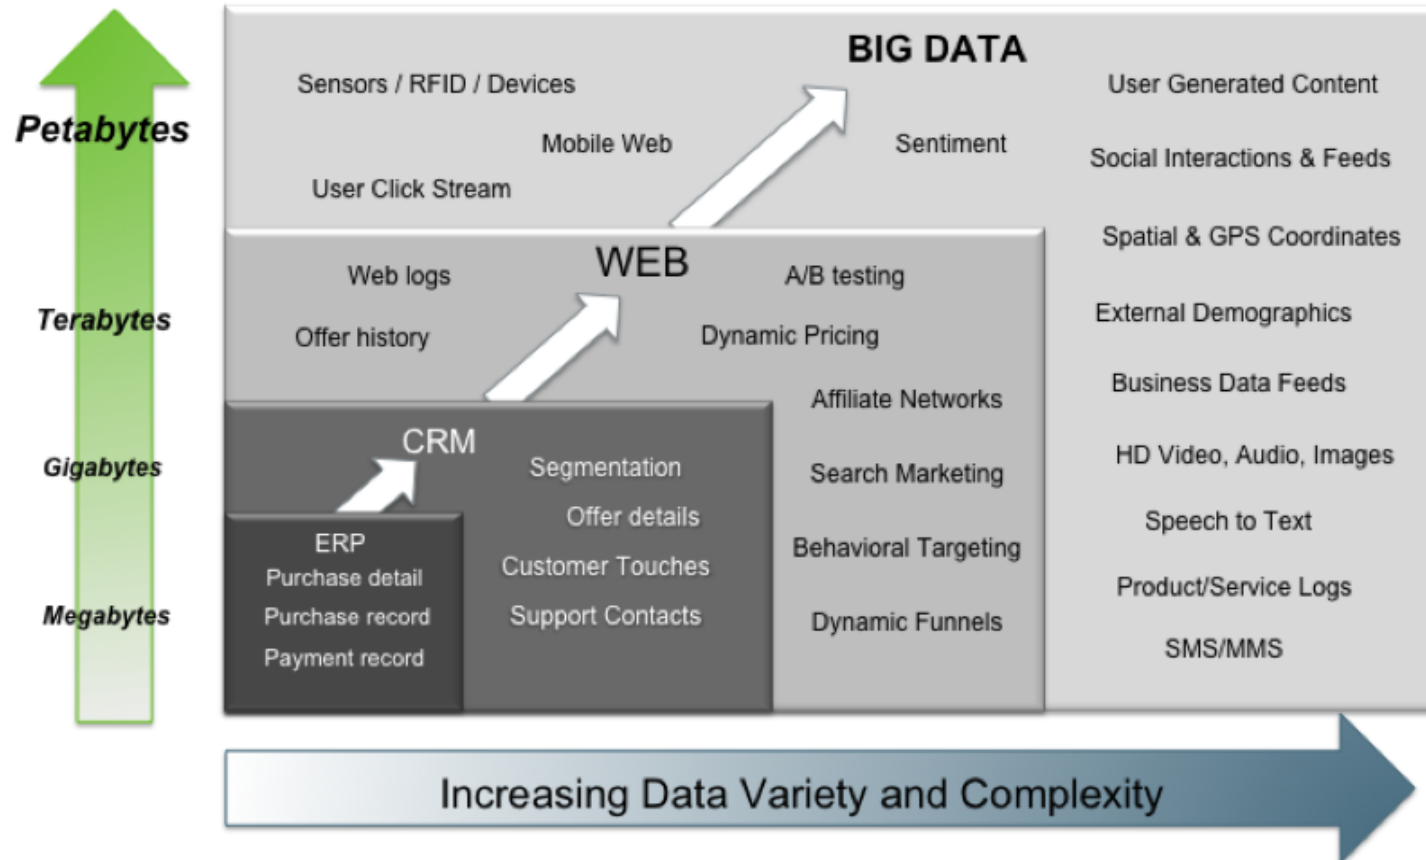 BIG DATA
Sensors / RFID / Devices
User Generated Content
Petabytes
Mobile Web
Sentiment
Social Interactions & Feeds
User Click Stream
Spatial & GPS Coordinates
WEB
Web logs
A/B testing
Terabytes
External Demographics
Offer history
Dynamic Pricing
Business Data Feeds
Affiliate Networks
CRM
HD Video, Audio, Images
Gigabytes
Segmentation
Search Marketing
Offer details
Speech to Text
ERP
Behavioral Targeting
Customer Touches
Purchase detail
Product/Service Logs
Megabytes
Purchase record
Support Contacts
Dynamic Funnels
SMS/MMS
Payment record
Increasing Data Variety and Complexity